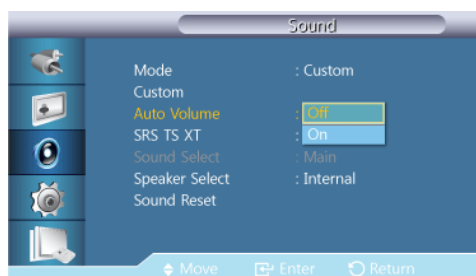 Sound
Mode : Custom
Custom
Auto Volume : Off
SRS TS XT : On
Sound Select : Main
Speaker Select : Internal
Sound Reset
Move Enter Return